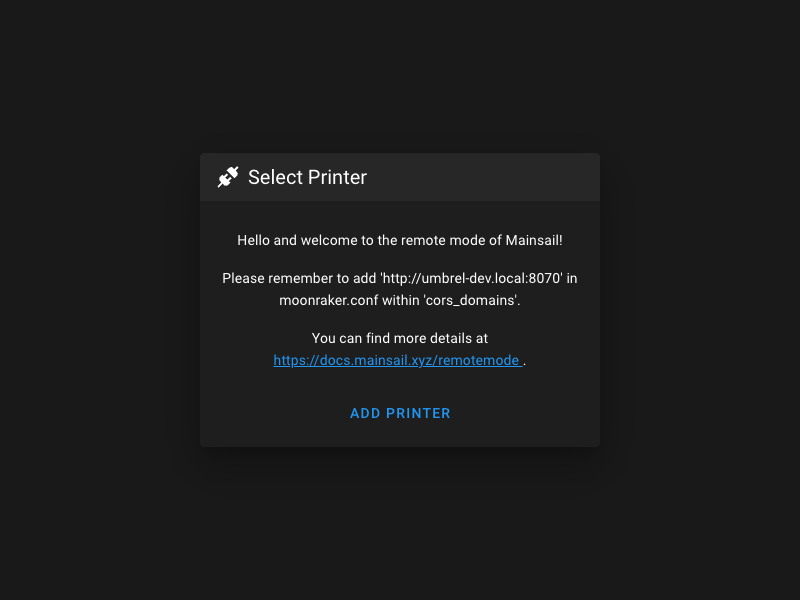 Select Printer
Hello and welcome to the remote mode of Mainsail!
Please remember to add 'http://umbrel-dev.local:8070' in
moonraker.conf within 'cors_domains'.
You can find more details at
https://docs.mainsail.xyz/remotemode .
ADD PRINTER